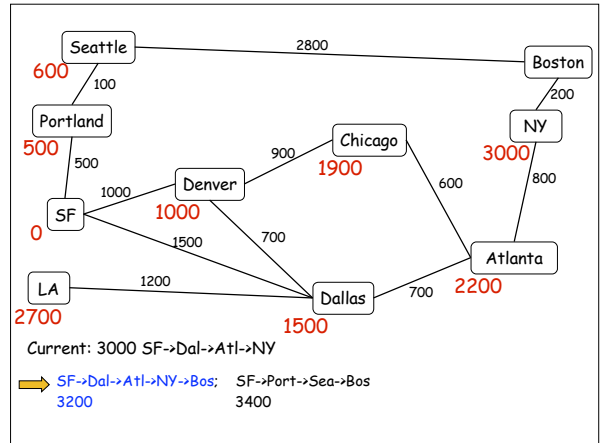 Seattle
2800
Boston
600
100
200
Portland
NY
500
Chicago
3000
500
900
Denver
1900
800
1000
600
1000
SF
0
700
1500
Atlanta
LA
1200
2200
700
2700
Dallas
1500
Current: 3000 SF->Dal->Atl->NY
SF->Dal->Atl->NY->Bos; SF->Port->Sea->Bos
3200 3400